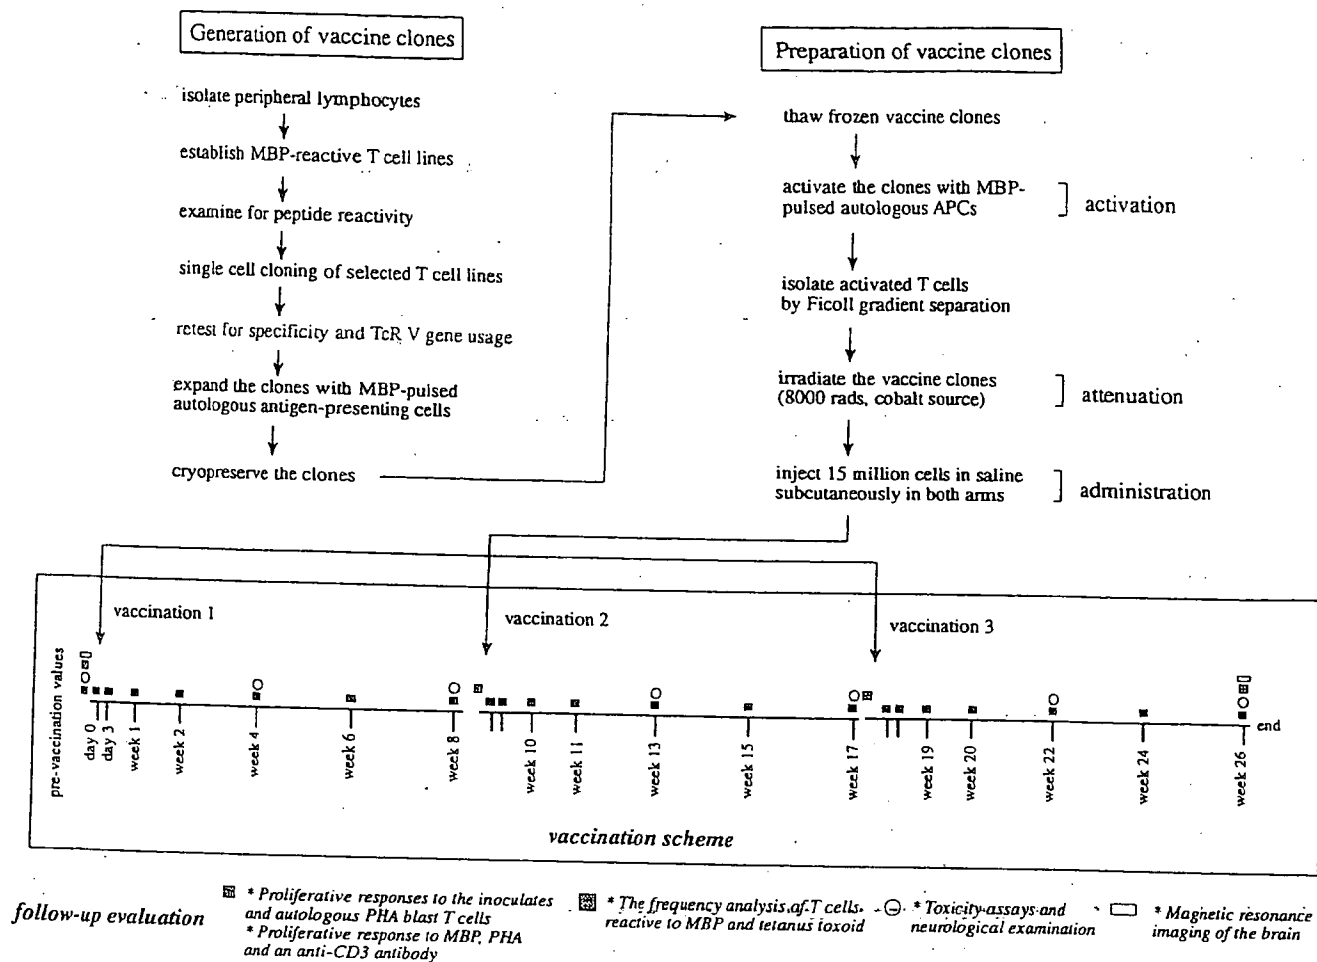 Generation of vaccine clones
isolate peripheral lymphocytes
establish MBP-reactive T cell lines
examine for peptide reactivity
single cell cloning of selected T cell lines
retest for specificity and TcR V gene usage
expand the clones with MBP-pulsed
autologous antigen-presenting cells
cryopreserve the clones
Preparation of vaccine clones
thaw frozen vaccine clones
activate the clones with MBP-
pulsed autologous APCs
activation
isolate activated T cells
by Ficoll gradient separation
irradiate the vaccine clones
(8000 rads, cobalt source)
attenuation
inject 15 million cells in saline
subcutaneously in both arms
administration
vaccination 1
vaccination 2
vaccination 3
pre-vaccination values
day 0
day 3
week 1
week 2
week 4
week 6
week 8
week 10
week 11
week 13
week 15
week 17
week 19
week 20
week 22
week 24
week 26
end
vaccination scheme
follow-up evaluation
* Proliferative responses to the inoculates
and autologous PHA blast T cells
* Proliferative response to MBP, PHA
and an anti-CD3 antibody
* The frequency analysis of T cells
reactive to MBP and tetanus toxoid
* Toxicity assays and
neurological examination
* Magnetic resonance
imaging of the brain